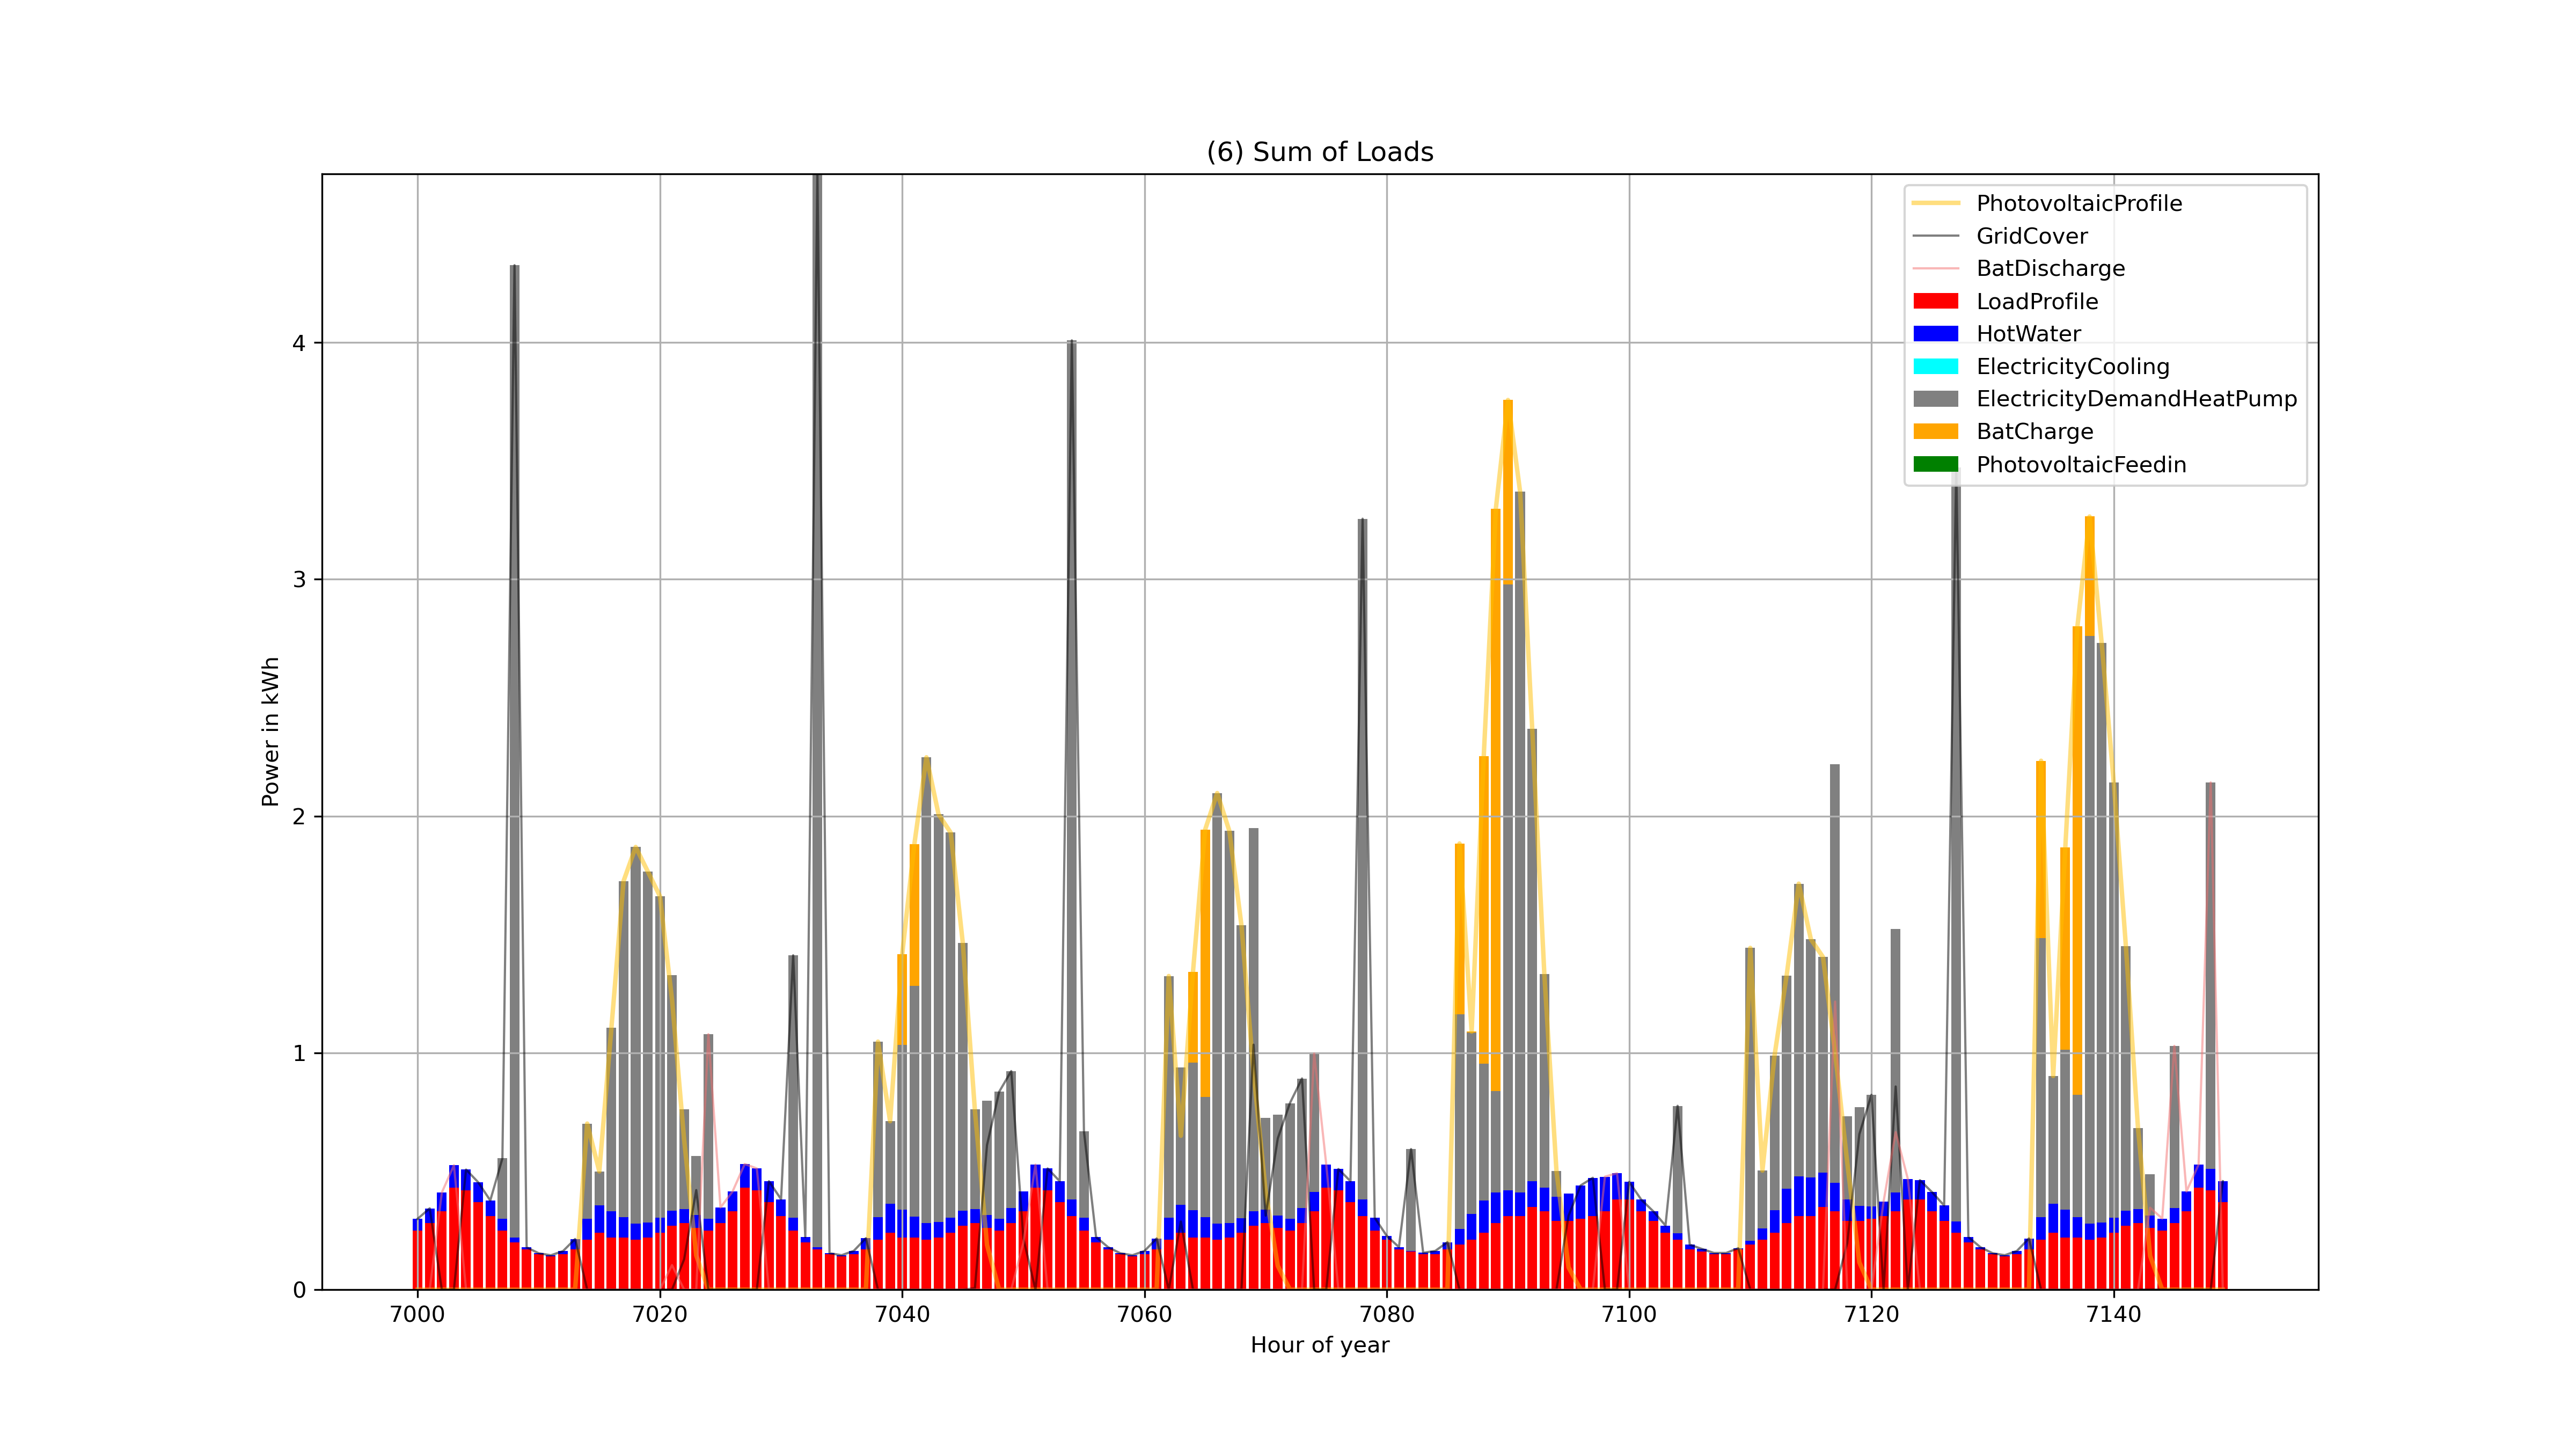 (6) Sum of Loads
PhotovoltaicProfile
GridCover
BatDischarge
LoadProfile
HotWater
ElectricityCooling
ElectricityDemandHeatPump
BatCharge
PhotovoltaicFeedin
Power in kWh
4
3
2
1
0
7000 7020 7040 7060 7080 7100 7120 7140
Hour of year